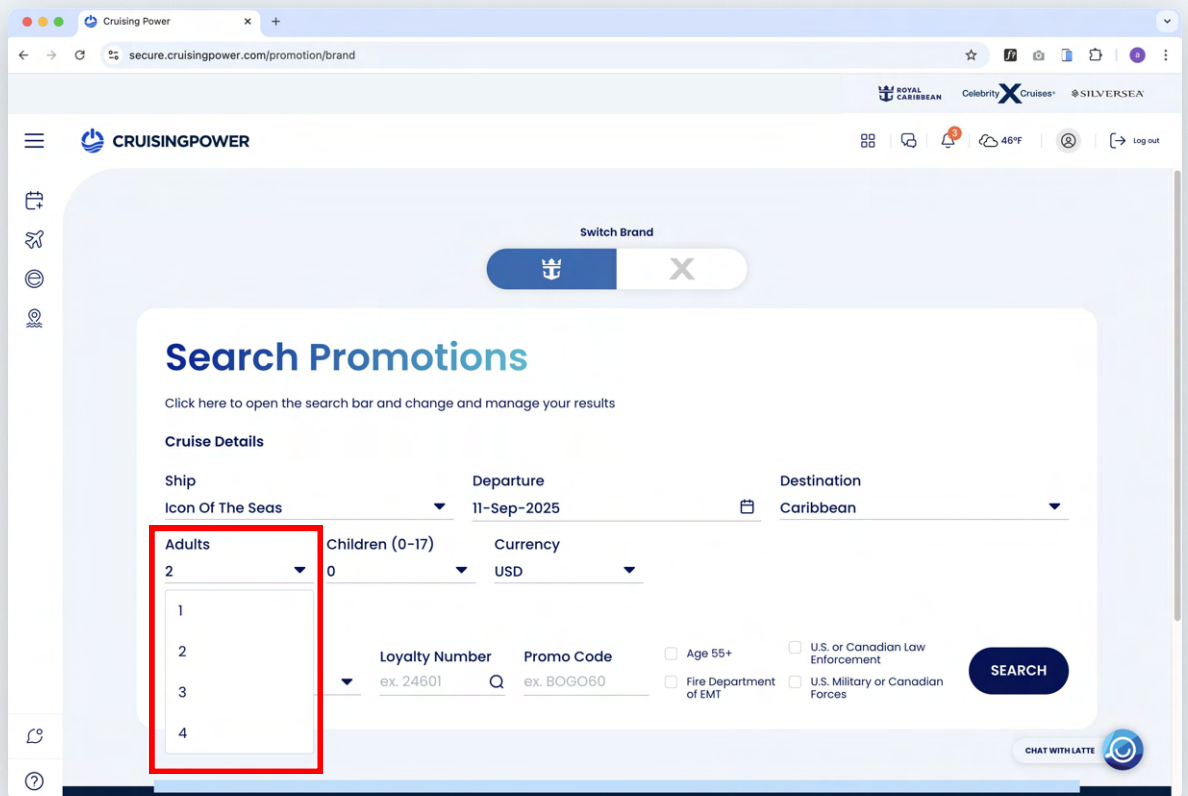 Cruising Power
secure.cruisingpower.com/promotion/brand
f?
a
ROYAL CARIBBEAN
Celebrity X Cruises
SILVERSEA
CRUISINGPOWER
3
46°F
Log out
Switch Brand
X
Search Promotions
Click here to open the search bar and change and manage your results
Cruise Details
Ship
Departure
Destination
Icon Of The Seas
11-Sep-2025
Caribbean
Adults
Children (0-17)
Currency
2
0
USD
1
2
3
4
Loyalty Number
Promo Code
ex. 24601
ex. BOGO60
Age 55+
U.S. or Canadian Law
Enforcement
Fire Department
of EMT
U.S. Military or Canadian
Forces
SEARCH
CHAT WITH LATTE